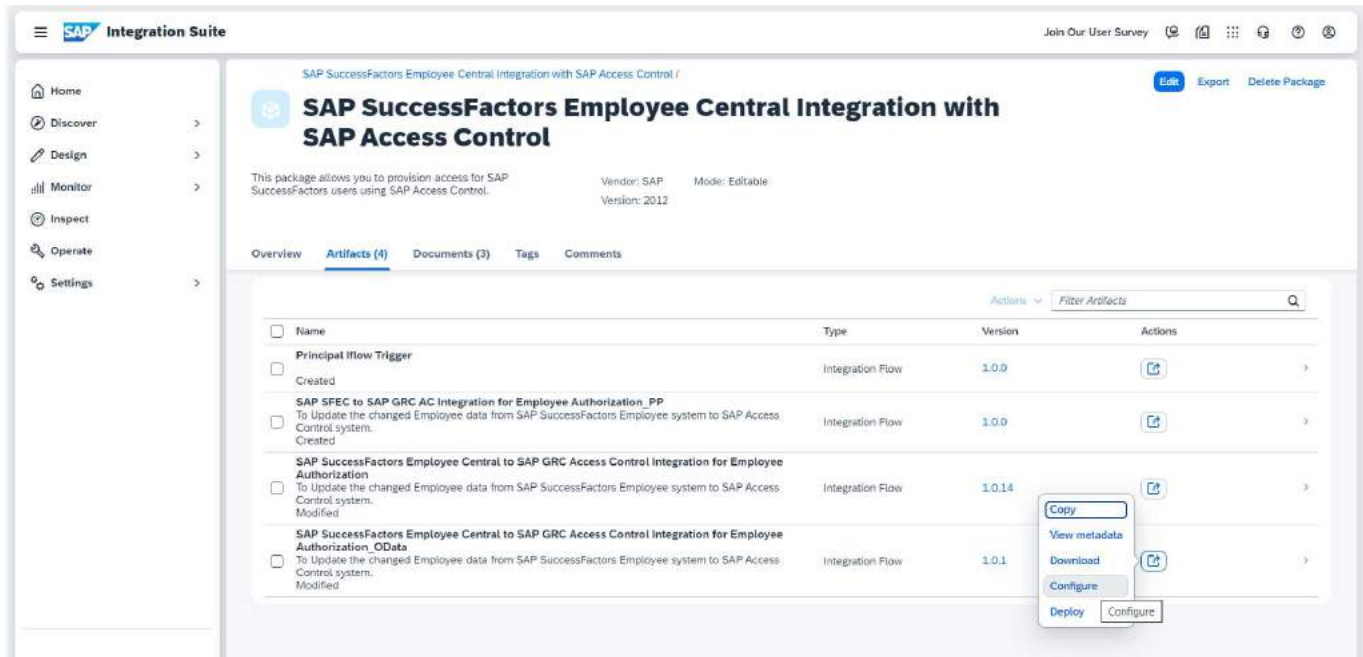 SAP Integration Suite
Join Our User Survey
Home
Discover
Design
Monitor
Inspect
Operate
Settings
SAP SuccessFactors Employee Central Integration with SAP Access Control /
Edit Export Delete Package
SAP SuccessFactors Employee Central Integration with
SAP Access Control
This package allows you to provision access for SAP
SuccessFactors users using SAP Access Control.
Vendor: SAP Mode: Editable
Version: 2012
Overview Artifacts (4) Documents (3) Tags Comments
Actions Filter Artifacts
Name Type Version Actions
Principal Iflow Trigger
Created
Integration Flow 1.0.0
SAP SFEC to SAP GRC AC Integration for Employee Authorization_PP
To Update the changed Employee data from SAP SuccessFactors Employee system to SAP Access
Control system.
Created
Integration Flow 1.0.0
SAP SuccessFactors Employee Central to SAP GRC Access Control Integration for Employee
Authorization
To Update the changed Employee data from SAP SuccessFactors Employee system to SAP Access
Control system.
Modified
Integration Flow 1.0.14
SAP SuccessFactors Employee Central to SAP GRC Access Control Integration for Employee
Authorization_OData
To Update the changed Employee data from SAP SuccessFactors Employee system to SAP Access
Control system.
Modified
Integration Flow 1.0.1
Copy
View metadata
Download
Configure
Deploy
Configure